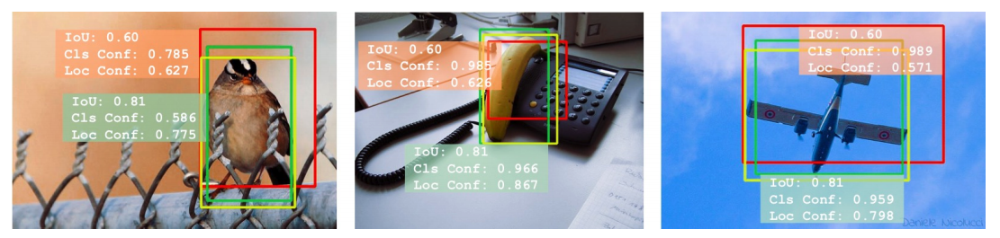 IoU: 0.60
Cls Conf: 0.785
Loc Conf: 0.627
IoU: 0.81
Cls Conf: 0.586
Loc Conf: 0.775
IoU: 0.60
Cls Conf: 0.985
Loc Conf: 0.626
IoU: 0.81
Cls Conf: 0.966
Loc Conf: 0.867
IoU: 0.60
Cls Conf: 0.989
Loc Conf: 0.571
IoU: 0.81
Cls Conf: 0.959
Loc Conf: 0.798
Daniele Nicolucci